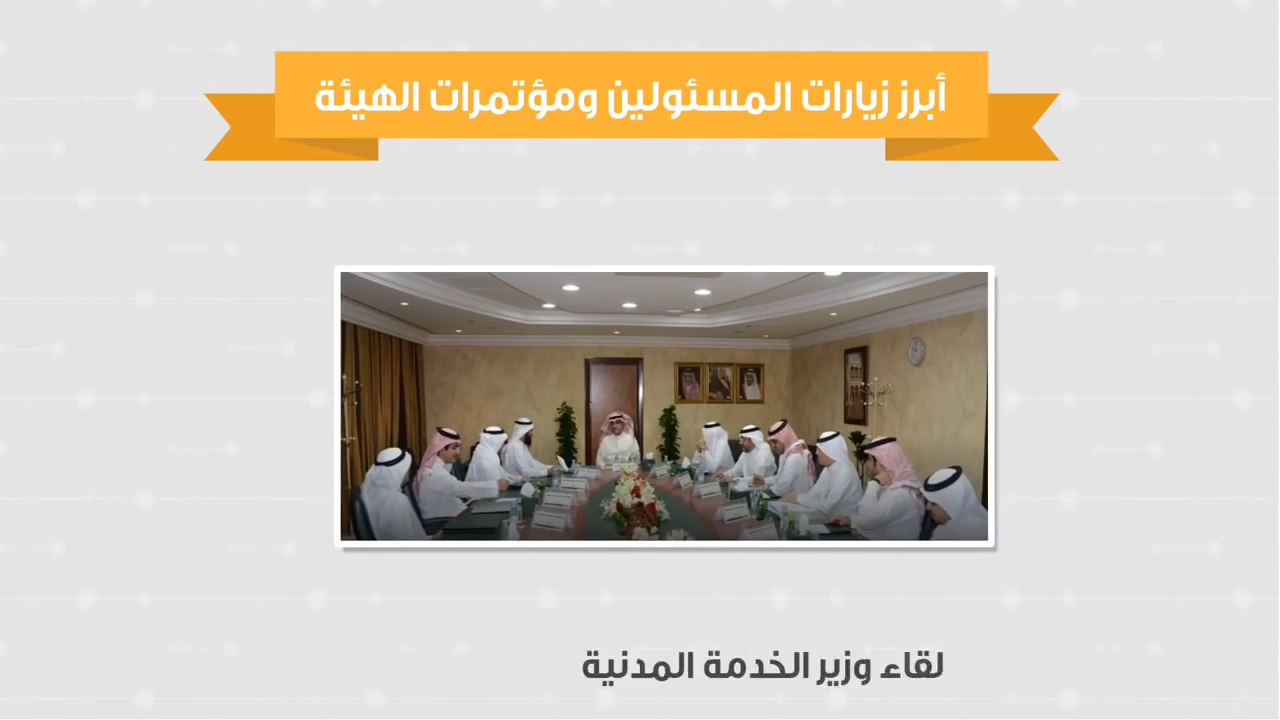 أبرز زيارات المسئولين ومؤتمرات الهيئة
لقاء وزير الخدمة المدنية